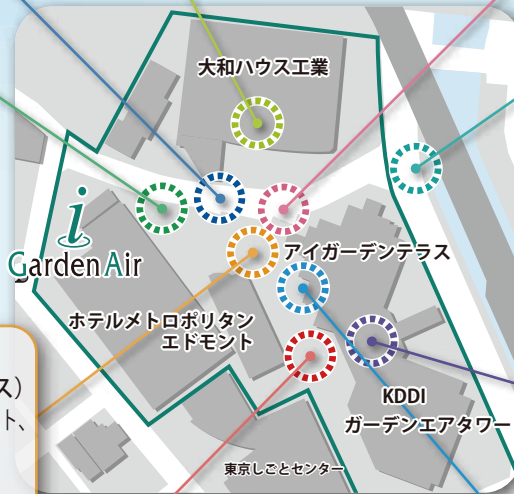 大和ハウス工業
i
Garden Air
アイガーデンテラス
ホテルメトロポリタン
エドモント
ス）
ト、
KDDI
ガーデンエアタワー
東京しごとセンター